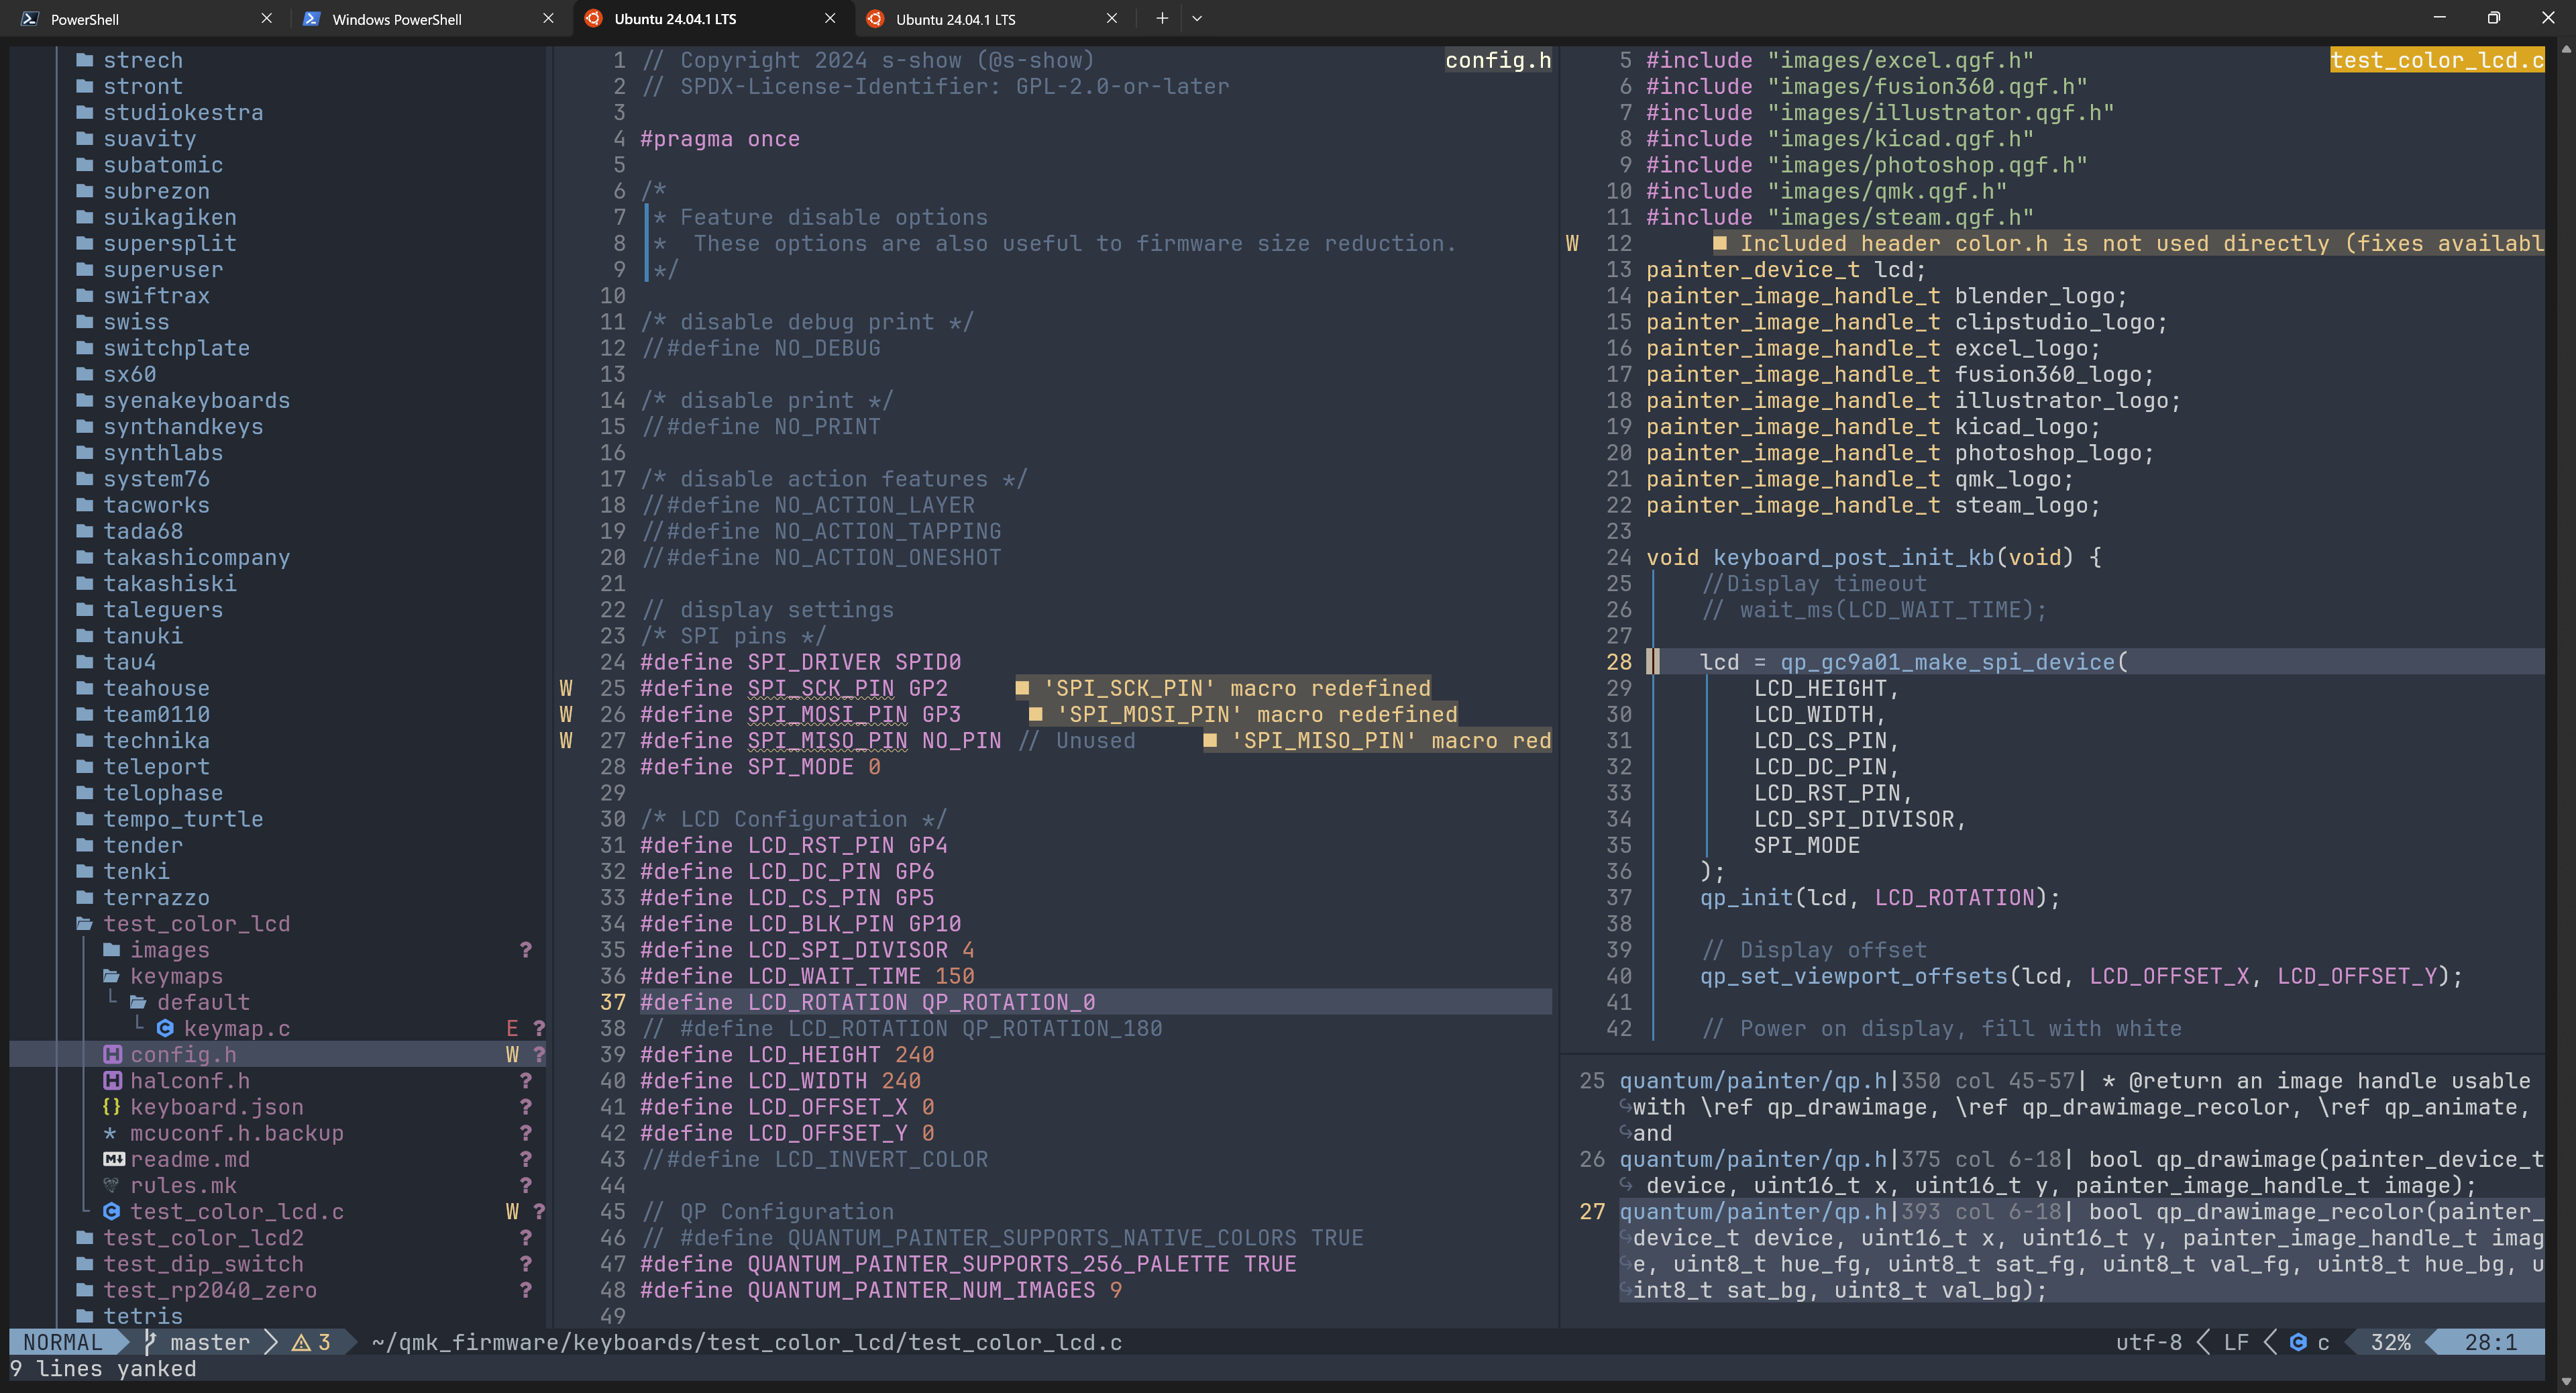 PowerShell
Windows PowerShell
Ubuntu 24.04.1 LTS
Ubuntu 24.04.1 LTS
strech
stront
studiokestra
suavity
subatomic
subrezon
suikagiken
supersplit
superuser
swiftrax
swiss
switchplate
sx60
syenakeyboards
synthandkeys
synthlabs
system76
tacworks
tada68
takashicompany
takashiski
taleguers
tanuki
tau4
teahouse
team0110
technika
teleport
telophase
tempo_turtle
tender
tenki
terrazzo
test_color_lcd
images ?
keymaps
default
keymap.c E ?
config.h W ?
halconf.h ?
keyboard.json ?
mcuconf.h.backup ?
readme.md ?
rules.mk ?
test_color_lcd.c W ?
test_color_lcd2 ?
test_dip_switch ?
test_rp2040_zero ?
tetris
config.h
1 // Copyright 2024 s-show (@s-show)
2 // SPDX-License-Identifier: GPL-2.0-or-later
3
4 #pragma once
5
6 /*
7 * Feature disable options
8 *  These options are also useful to firmware size reduction.
9 */
10
11 /* disable debug print */
12 //#define NO_DEBUG
13
14 /* disable print */
15 //#define NO_PRINT
16
17 /* disable action features */
18 //#define NO_ACTION_LAYER
19 //#define NO_ACTION_TAPPING
20 //#define NO_ACTION_ONESHOT
21
22 // display settings
23 /* SPI pins */
24 #define SPI_DRIVER SPID0
W 25 #define SPI_SCK_PIN GP2 ■ 'SPI_SCK_PIN' macro redefined
W 26 #define SPI_MOSI_PIN GP3 ■ 'SPI_MOSI_PIN' macro redefined
W 27 #define SPI_MISO_PIN NO_PIN // Unused ■ 'SPI_MISO_PIN' macro red
28 #define SPI_MODE 0
29
30 /* LCD Configuration */
31 #define LCD_RST_PIN GP4
32 #define LCD_DC_PIN GP6
33 #define LCD_CS_PIN GP5
34 #define LCD_BLK_PIN GP10
35 #define LCD_SPI_DIVISOR 4
36 #define LCD_WAIT_TIME 150
37 #define LCD_ROTATION QP_ROTATION_0
38 // #define LCD_ROTATION QP_ROTATION_180
39 #define LCD_HEIGHT 240
40 #define LCD_WIDTH 240
41 #define LCD_OFFSET_X 0
42 #define LCD_OFFSET_Y 0
43 //#define LCD_INVERT_COLOR
44
45 // QP Configuration
46 // #define QUANTUM_PAINTER_SUPPORTS_NATIVE_COLORS TRUE
47 #define QUANTUM_PAINTER_SUPPORTS_256_PALETTE TRUE
48 #define QUANTUM_PAINTER_NUM_IMAGES 9
49
test_color_lcd.c
5 #include "images/excel.qgf.h"
6 #include "images/fusion360.qgf.h"
7 #include "images/illustrator.qgf.h"
8 #include "images/kicad.qgf.h"
9 #include "images/photoshop.qgf.h"
10 #include "images/qmk.qgf.h"
11 #include "images/steam.qgf.h"
W 12 ■ Included header color.h is not used directly (fixes availabl
13 painter_device_t lcd;
14 painter_image_handle_t blender_logo;
15 painter_image_handle_t clipstudio_logo;
16 painter_image_handle_t excel_logo;
17 painter_image_handle_t fusion360_logo;
18 painter_image_handle_t illustrator_logo;
19 painter_image_handle_t kicad_logo;
20 painter_image_handle_t photoshop_logo;
21 painter_image_handle_t qmk_logo;
22 painter_image_handle_t steam_logo;
23
24 void keyboard_post_init_kb(void) {
25 //Display timeout
26 // wait_ms(LCD_WAIT_TIME);
27
28 lcd = qp_gc9a01_make_spi_device(
29 LCD_HEIGHT,
30 LCD_WIDTH,
31 LCD_CS_PIN,
32 LCD_DC_PIN,
33 LCD_RST_PIN,
34 LCD_SPI_DIVISOR,
35 SPI_MODE
36 );
37 qp_init(lcd, LCD_ROTATION);
38
39 // Display offset
40 qp_set_viewport_offsets(lcd, LCD_OFFSET_X, LCD_OFFSET_Y);
41
42 // Power on display, fill with white
25 quantum/painter/qp.h|350 col 45-57| * @return an image handle usable
with \ref qp_drawimage, \ref qp_drawimage_recolor, \ref qp_animate,
and
26 quantum/painter/qp.h|375 col 6-18| bool qp_drawimage(painter_device_t
device, uint16_t x, uint16_t y, painter_image_handle_t image);
27 quantum/painter/qp.h|393 col 6-18| bool qp_drawimage_recolor(painter_
device_t device, uint16_t x, uint16_t y, painter_image_handle_t imag
e, uint8_t hue_fg, uint8_t sat_fg, uint8_t val_fg, uint8_t hue_bg, u
int8_t sat_bg, uint8_t val_bg);
NORMAL master 3 ~/qmk_firmware/keyboards/test_color_lcd/test_color_lcd.c utf-8 LF c 32% 28:1
9 lines yanked